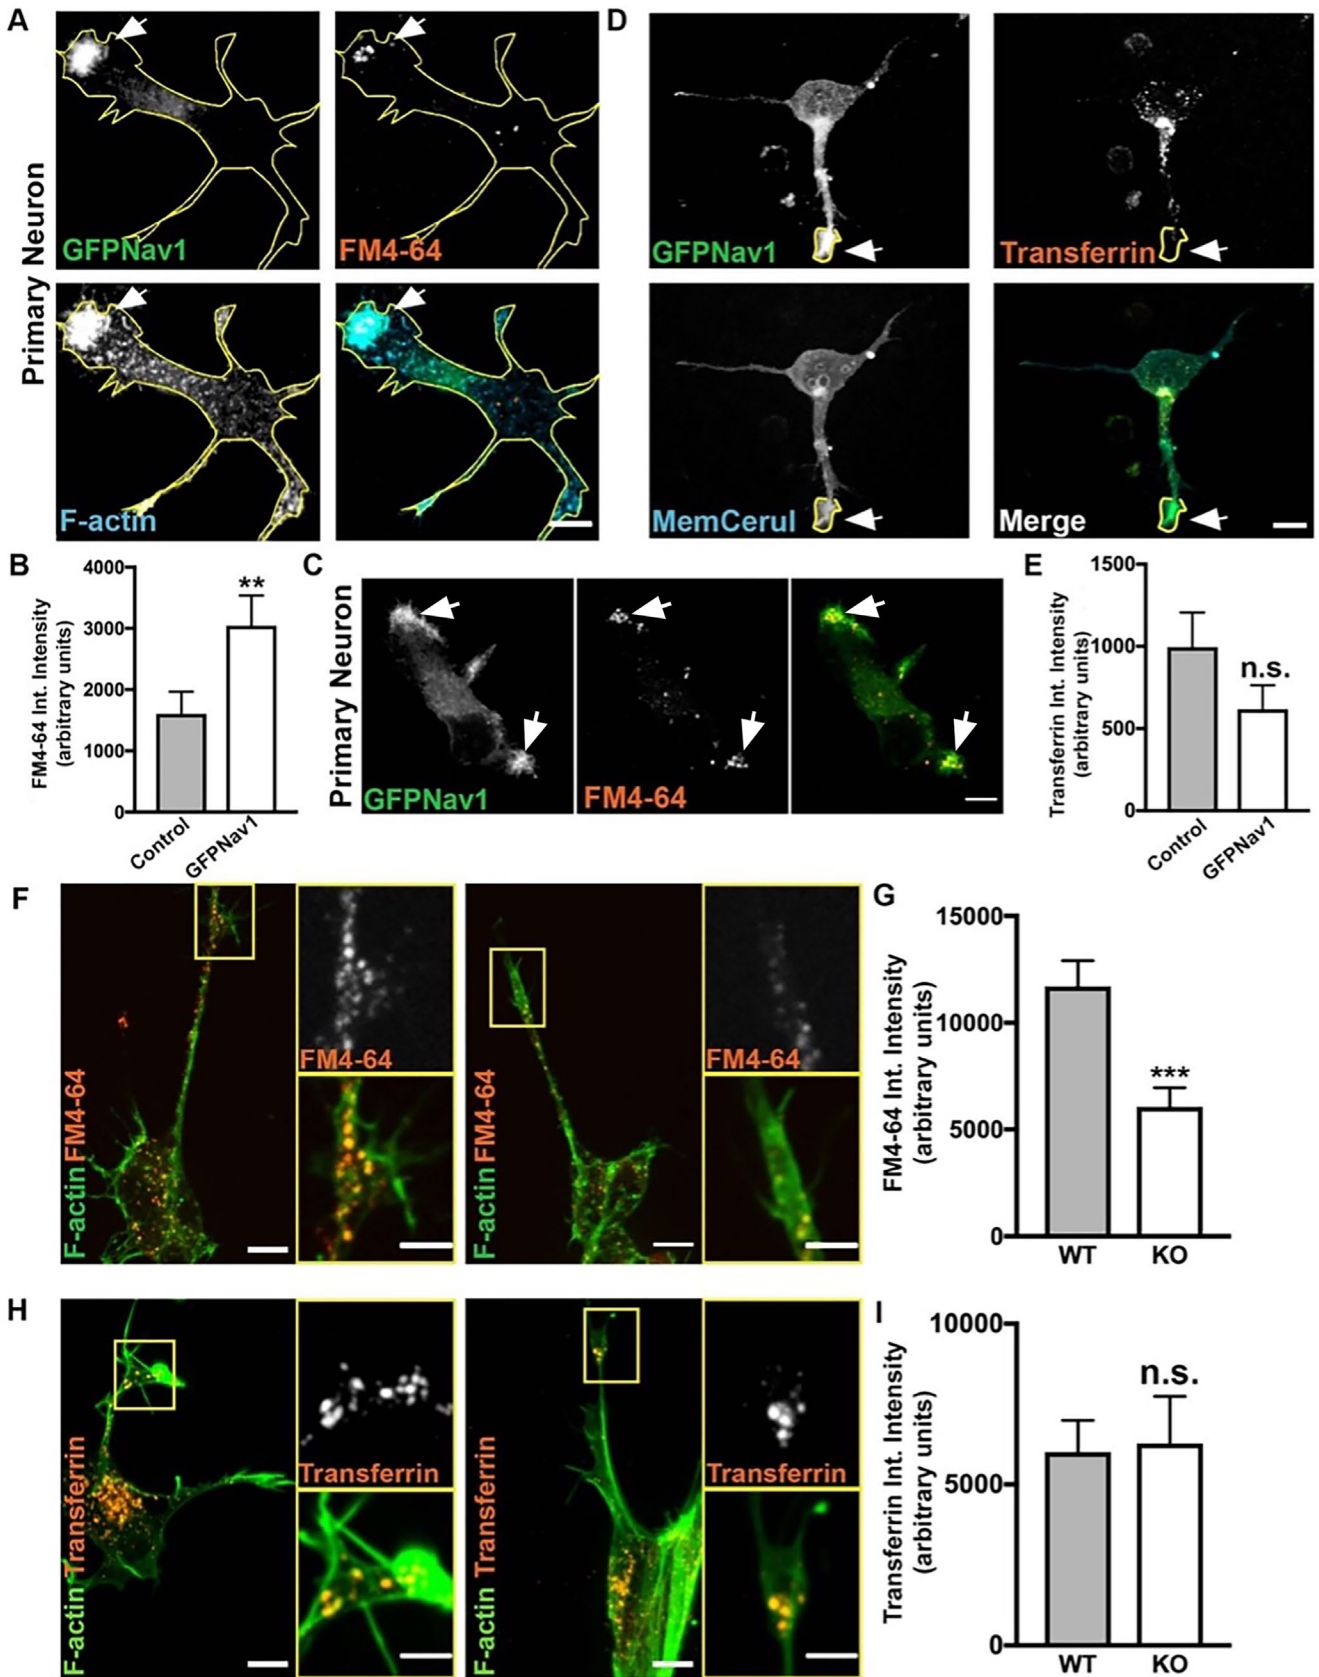 A
Primary Neuron
GFPNav1
FM4-64
F-actin
D
GFPNav1
Transferrin
MemCerul
Merge
B
FM4-64 Int. Intensity
(arbitrary units)
4000
3000
2000
1000
0
**
Control
GFPNav1
C
Primary Neuron
GFPNav1
FM4-64
E
Transferrin Int. Intensity
(arbitrary units)
1500
1000
500
0
n.s.
Control
GFPNav1
F
F-actin FM4-64
FM4-64
F-actin FM4-64
FM4-64
G
FM4-64 Int. Intensity
(arbitrary units)
15000
10000
5000
0
***
WT
KO
H
F-actin Transferrin
Transferrin
F-actin Transferrin
Transferrin
I
Transferrin Int. Intensity
(arbitrary units)
10000
5000
0
n.s.
WT
KO